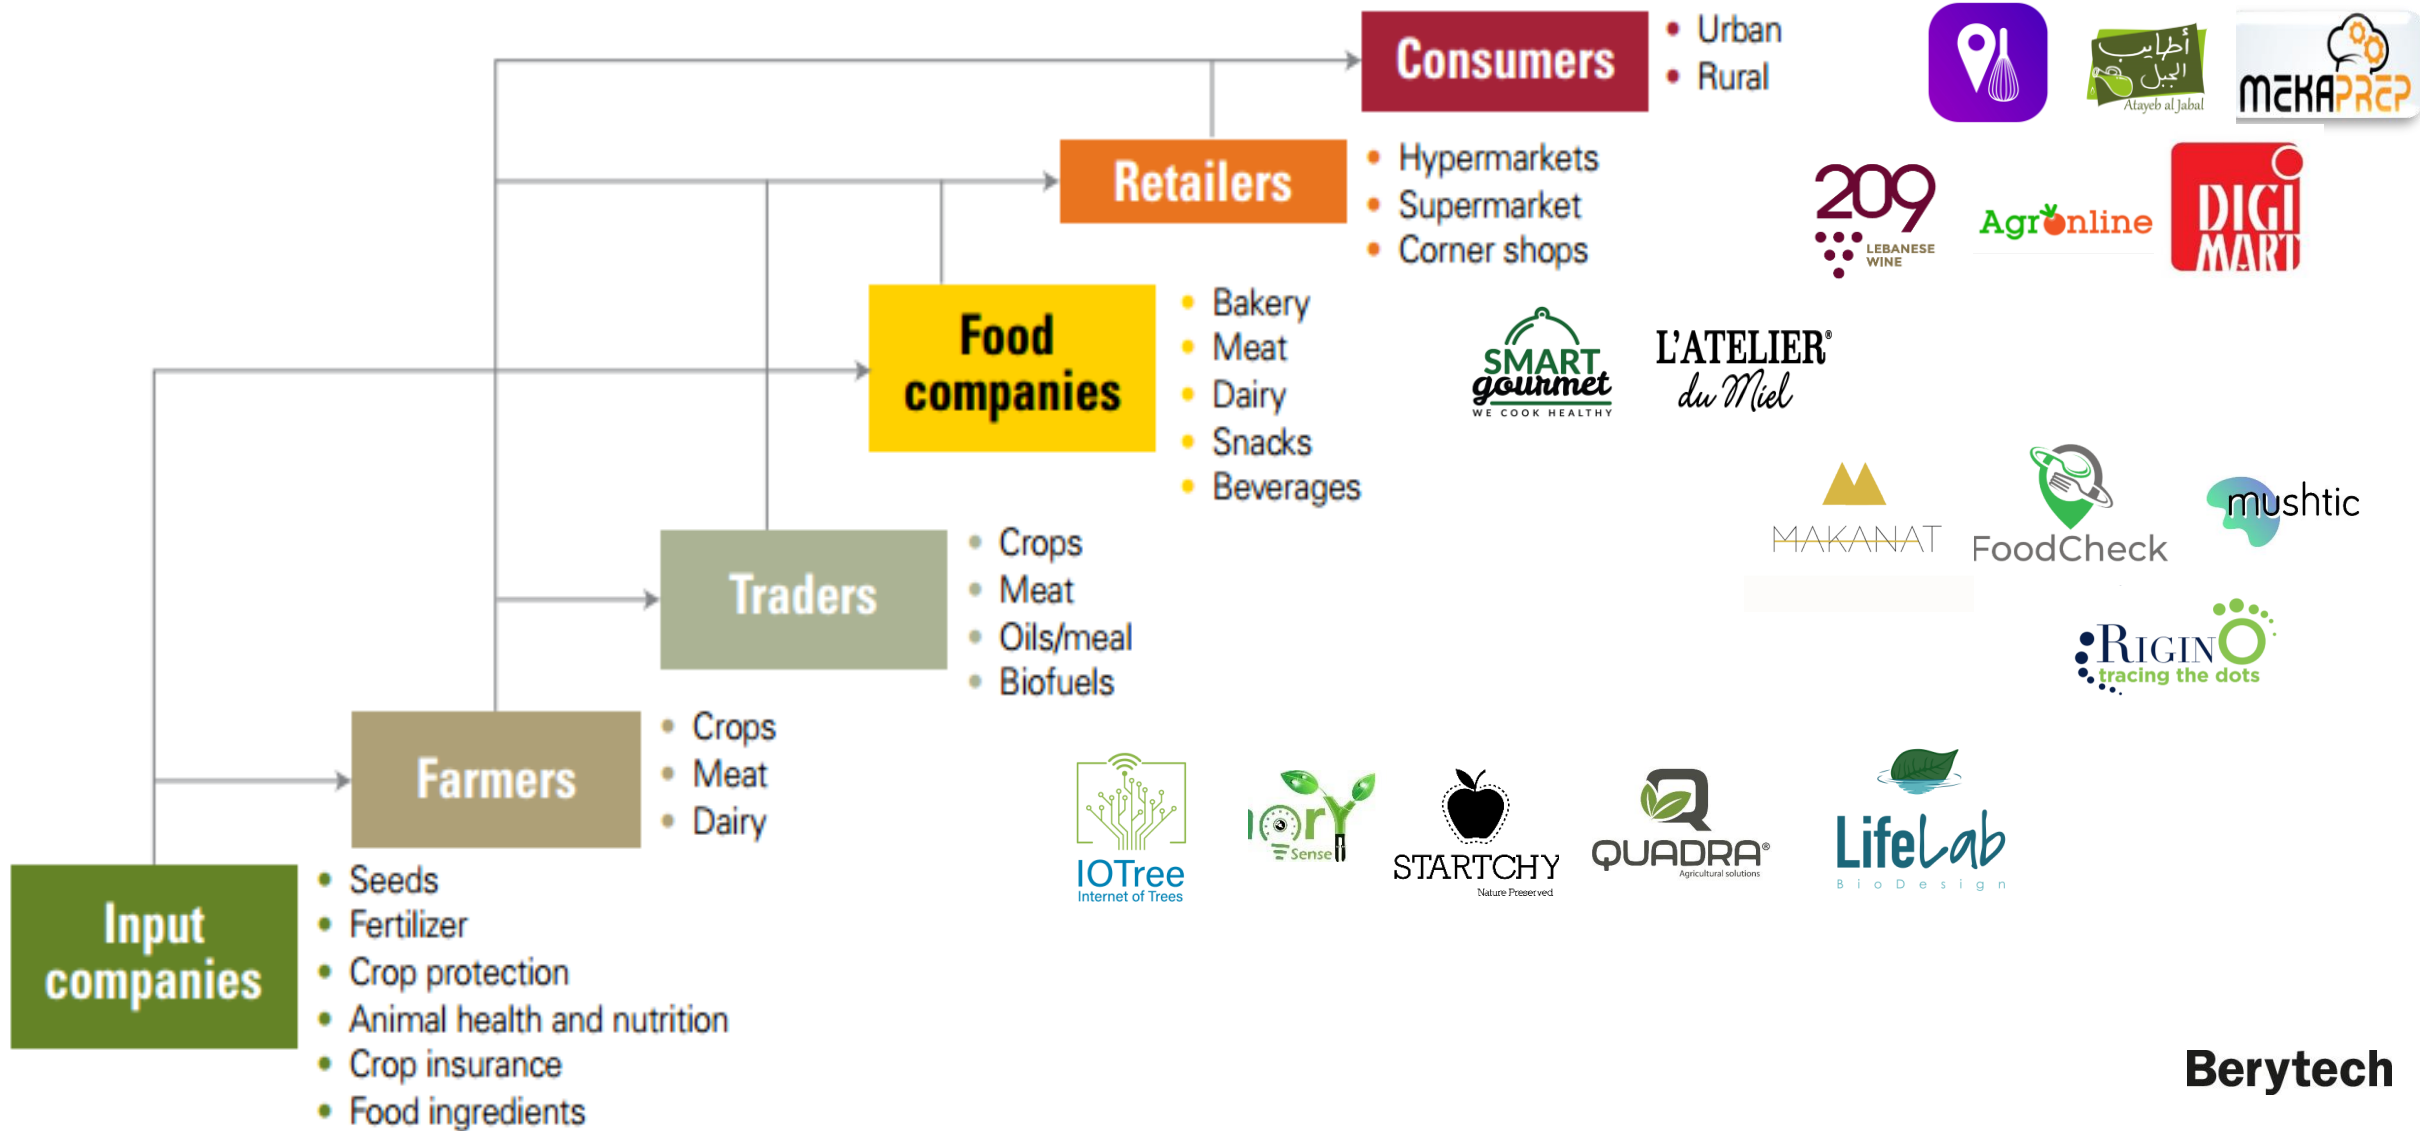 Consumers
• Urban
• Rural
أطايب
الجبل
Atayeb al Jabal
MEKAPREP
Retailers
• Hypermarkets
• Supermarket
• Corner shops
209
LEBANESE
WINE
Agronline
DIGI
MART
Food
companies
• Bakery
• Meat
• Dairy
• Snacks
• Beverages
SMART
gourmet
WE COOK HEALTHY
L'ATELIER®
du Miel
MAKANAT
FoodCheck
mushtic
Traders
• Crops
• Meat
• Oils/meal
• Biofuels
RIGINO
tracing the dots
Farmers
• Crops
• Meat
• Dairy
IOTree
Internet of Trees
Sense
STARTCHY
Nature Preserved
QUADRA®
Agricultural solutions
LifeLab
BioDesign
Input
companies
• Seeds
• Fertilizer
• Crop protection
• Animal health and nutrition
• Crop insurance
• Food ingredients
Berytech